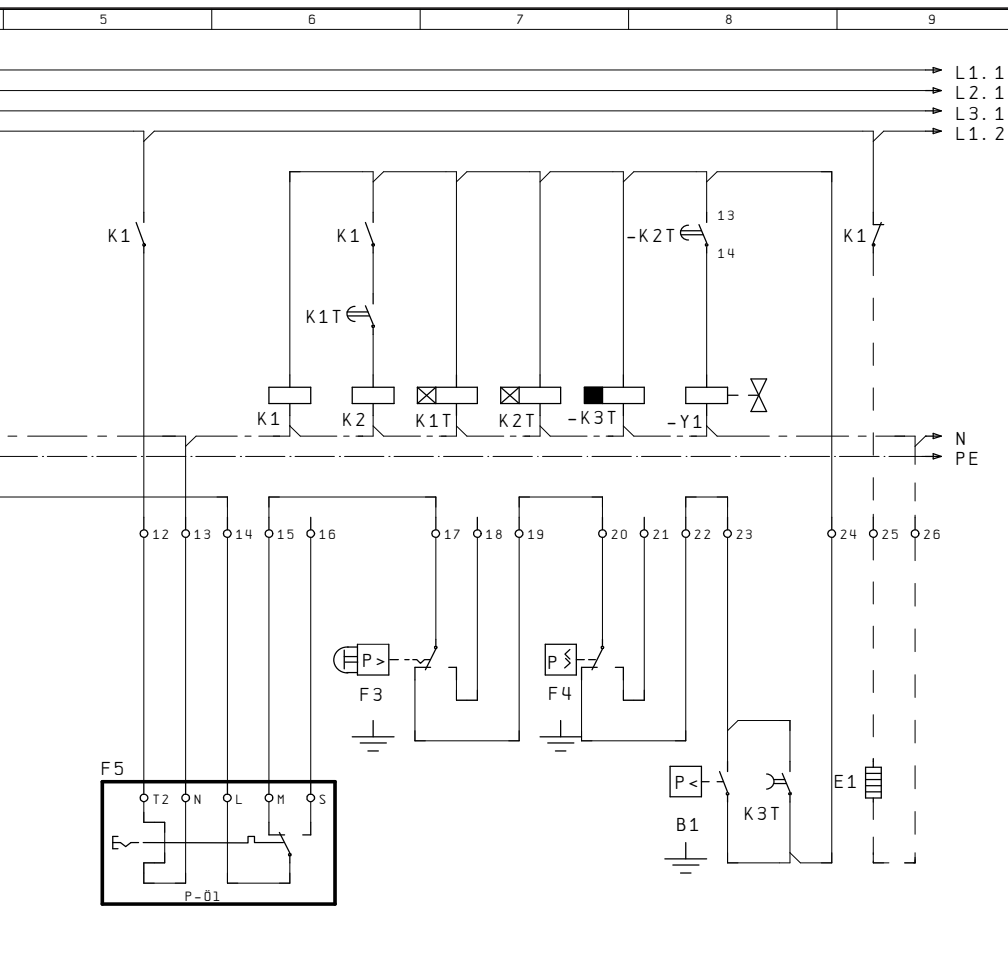 5 6 7 8 9
L1.1
L2.1
L3.1
L1.2
13
K1 K1 -K2T K1
14
K1T
K1 K2 K1T K2T -K3T -Y1
N
PE
12 13 14 15 16 17 18 19 20 21 22 23 24 25 26
P> P
F3 F4
F5
P< E1
T2 N L M S
K3T
B1
P-Öl